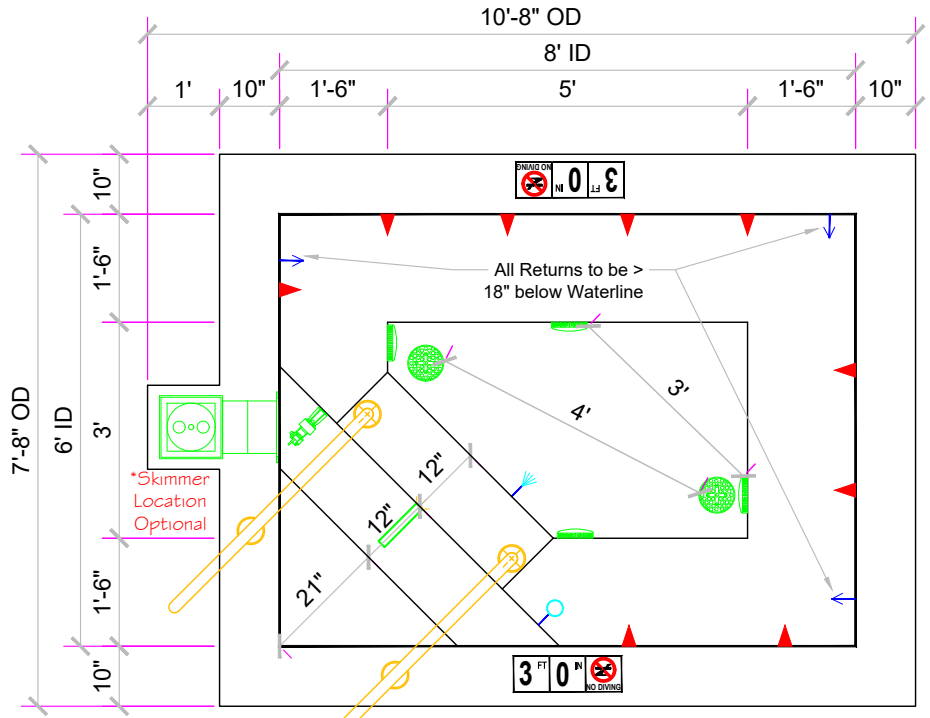 10'-8" OD
8' ID
1'
10"
1'-6"
5'
1'-6"
10"
NO DIVING
0 IN
3 FT
10"
1'-6"
3'
1'-6"
10"
7'-8" OD
6' ID
All Returns to be >
18" below Waterline
3'
4'
12"
12"
21"
*Skimmer
Location
Optional
3 FT 0 IN
NO DIVING